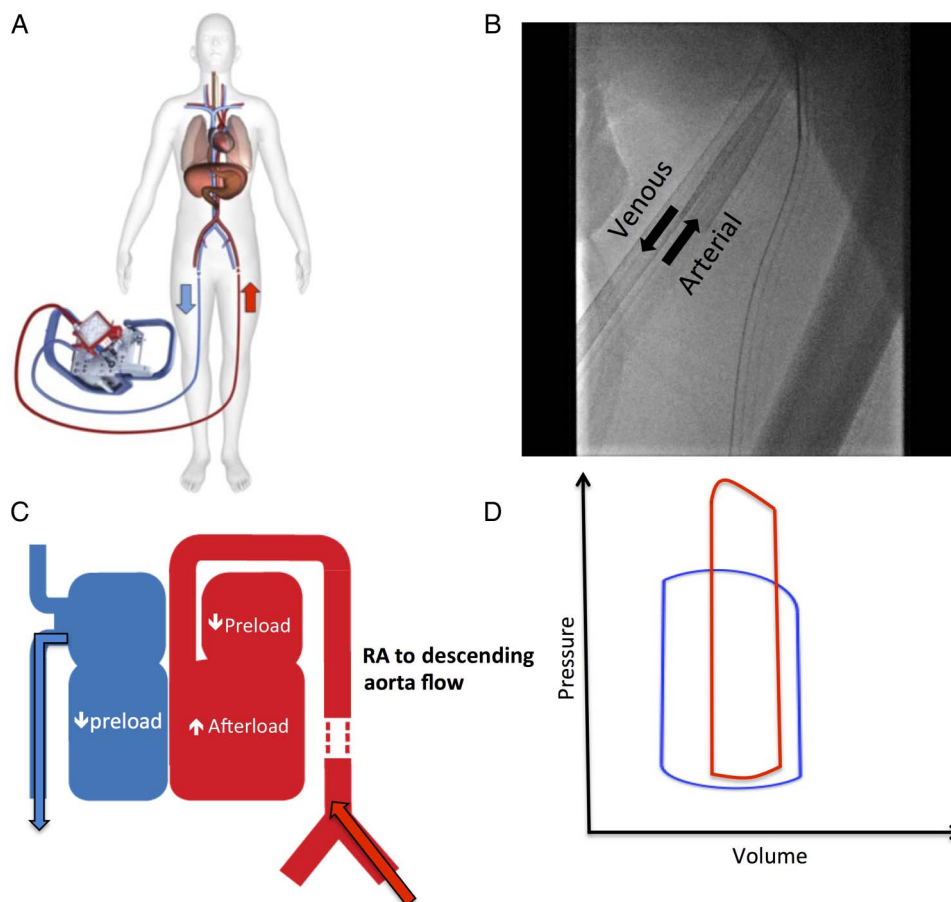 A
B
Venous
Arterial
C
Preload
RA to descending
aorta flow
preload
Afterload
D
Pressure
Volume